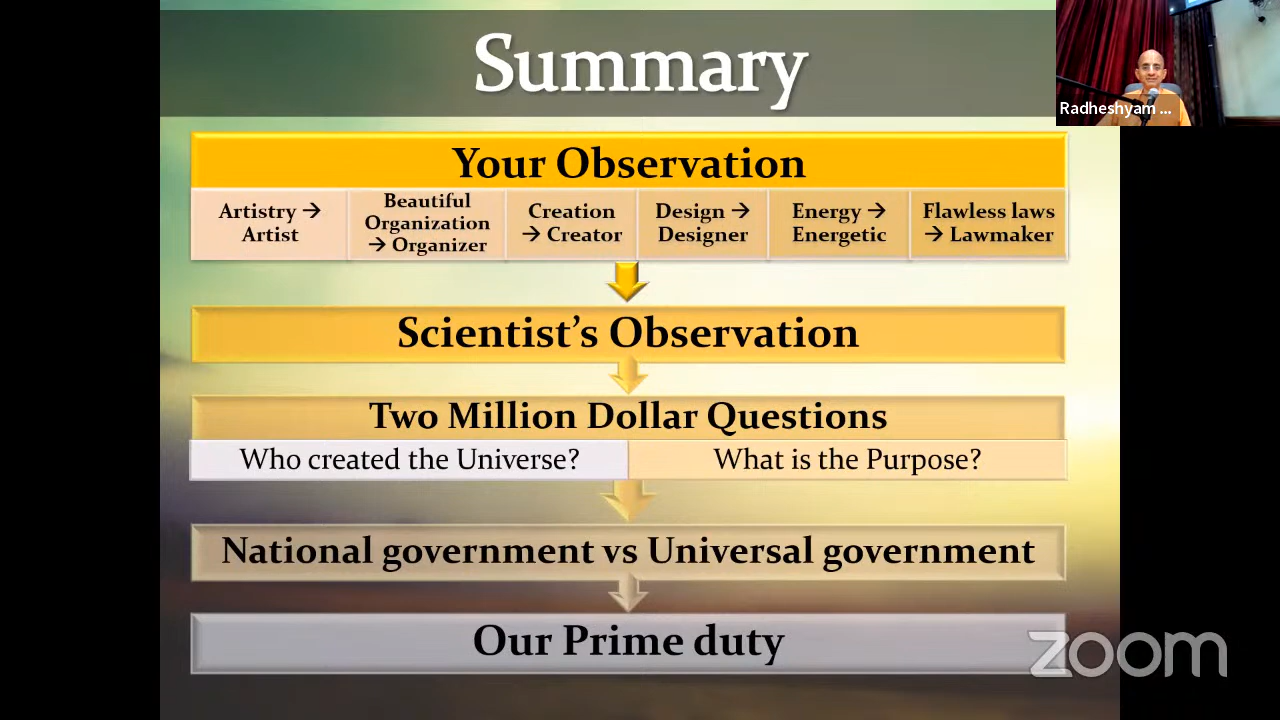 Summary
Radheshyam ...
Your Observation
Artistry →
Artist
Beautiful
Organization
→ Organizer
Creation
→ Creator
Design →
Designer
Energy →
Energetic
Flawless laws
→ Lawmaker
Scientist's Observation
Two Million Dollar Questions
Who created the Universe?
What is the Purpose?
National government vs Universal government
Our Prime duty
zoom